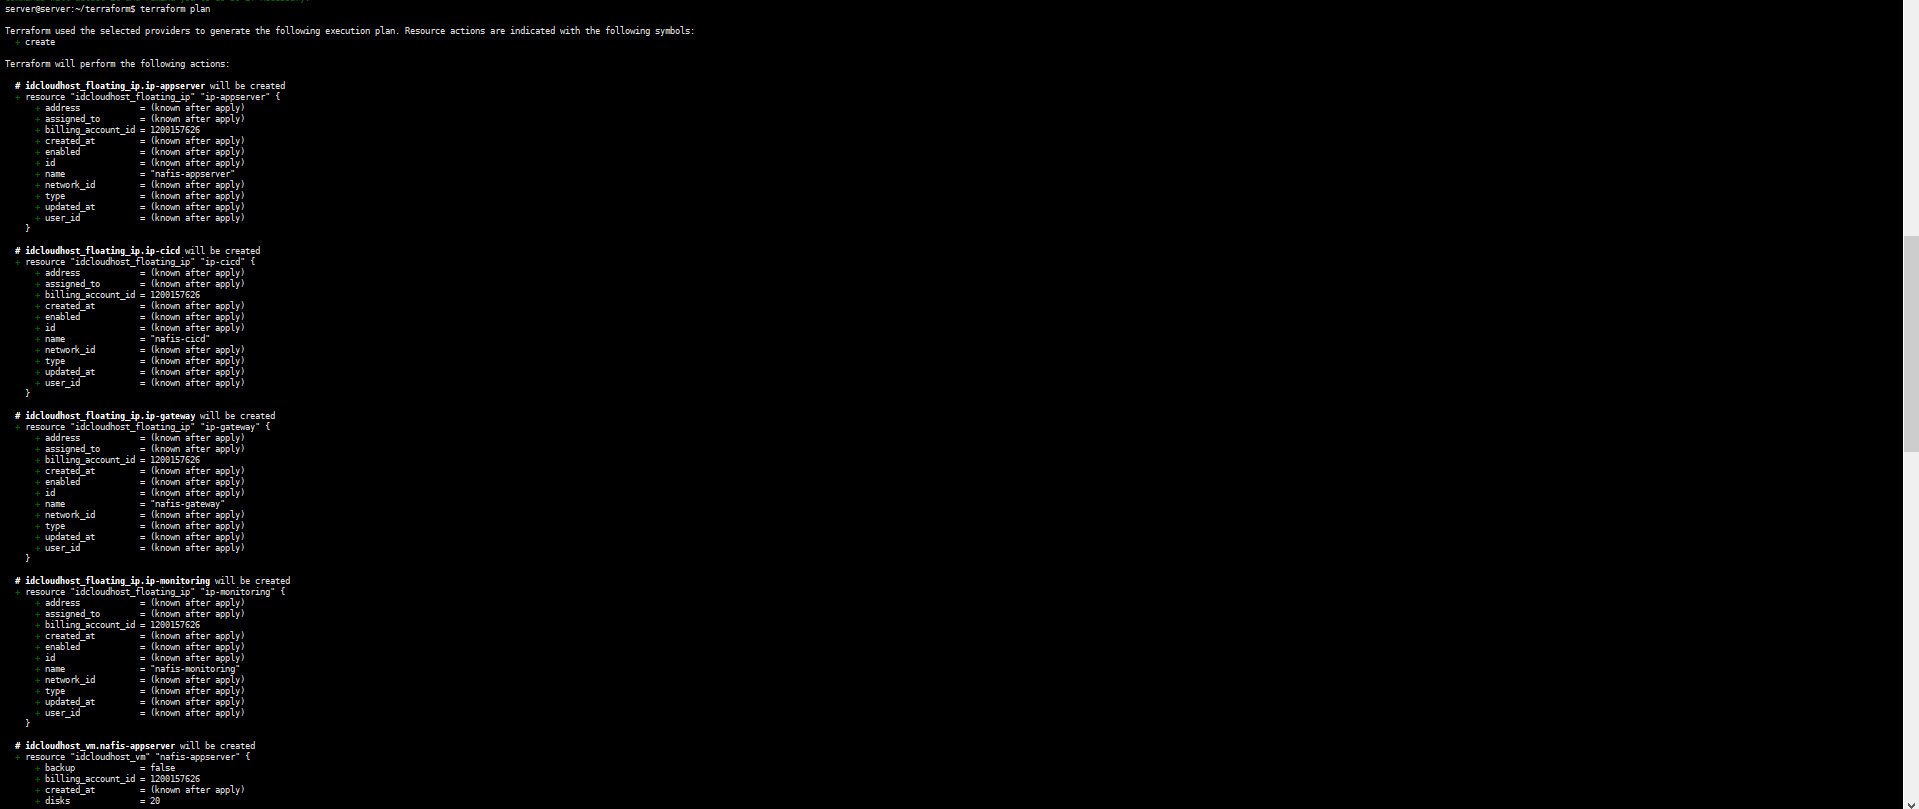 server@server:~/terraform$ terraform plan
Terraform used the selected providers to generate the following execution plan. Resource actions are indicated with the following symbols:
+ create
Terraform will perform the following actions:
# idcloudhost_floating_ip.ip-appserver will be created
+ resource "idcloudhost_floating_ip" "ip-appserver" {
+ address = (known after apply)
+ assigned_to = (known after apply)
+ billing_account_id = 1200157626
+ created_at = (known after apply)
+ enabled = (known after apply)
+ id = (known after apply)
+ name = "nafis-appserver"
+ network_id = (known after apply)
+ type = (known after apply)
+ updated_at = (known after apply)
+ user_id = (known after apply)
}
# idcloudhost_floating_ip.ip-cicd will be created
+ resource "idcloudhost_floating_ip" "ip-cicd" {
+ address = (known after apply)
+ assigned_to = (known after apply)
+ billing_account_id = 1200157626
+ created_at = (known after apply)
+ enabled = (known after apply)
+ id = (known after apply)
+ name = "nafis-cicd"
+ network_id = (known after apply)
+ type = (known after apply)
+ updated_at = (known after apply)
+ user_id = (known after apply)
}
# idcloudhost_floating_ip.ip-gateway will be created
+ resource "idcloudhost_floating_ip" "ip-gateway" {
+ address = (known after apply)
+ assigned_to = (known after apply)
+ billing_account_id = 1200157626
+ created_at = (known after apply)
+ enabled = (known after apply)
+ id = (known after apply)
+ name = "nafis-gateway"
+ network_id = (known after apply)
+ type = (known after apply)
+ updated_at = (known after apply)
+ user_id = (known after apply)
}
# idcloudhost_floating_ip.ip-monitoring will be created
+ resource "idcloudhost_floating_ip" "ip-monitoring" {
+ address = (known after apply)
+ assigned_to = (known after apply)
+ billing_account_id = 1200157626
+ created_at = (known after apply)
+ enabled = (known after apply)
+ id = (known after apply)
+ name = "nafis-monitoring"
+ network_id = (known after apply)
+ type = (known after apply)
+ updated_at = (known after apply)
+ user_id = (known after apply)
}
# idcloudhost_vm.nafis-appserver will be created
+ resource "idcloudhost_vm" "nafis-appserver" {
+ backup = false
+ billing_account_id = 1200157626
+ created_at = (known after apply)
+ disks = 20